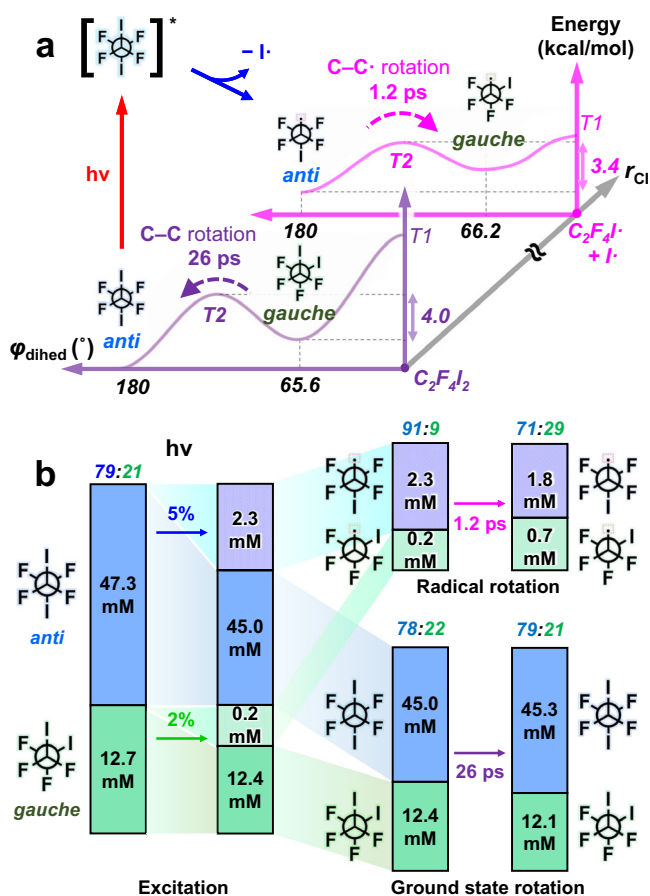 a
*
F I F
F I F
– I·
hν
C–C· rotation
1.2 ps
Energy
(kcal/mol)
F · F
F I F
anti
T2
F · I
F F F
gauche
T1
3.4
r
180
66.2
C2F4I·
+ I·
C–C rotation
26 ps
F I F
F I F
anti
T2
F I I
F F F
gauche
T1
4.0
φdihed (°)
180
65.6
C2F4I2
b
hν
79:21
5%
47.3
mM
2.3
mM
45.0
mM
F I F
F I F
anti
2%
0.2
mM
12.7
mM
12.4
mM
F I I
F F F
gauche
Excitation
91:9
71:29
F · F
F I F
2.3
mM
1.8
mM
F · F
F I F
1.2 ps
F · I
F F F
0.2
mM
0.7
mM
F · I
F F F
Radical rotation
78:22
79:21
F I F
F I F
45.0
mM
45.3
mM
F I F
F I F
26 ps
F I I
F F F
12.4
mM
12.1
mM
F I I
F F F
Ground state rotation